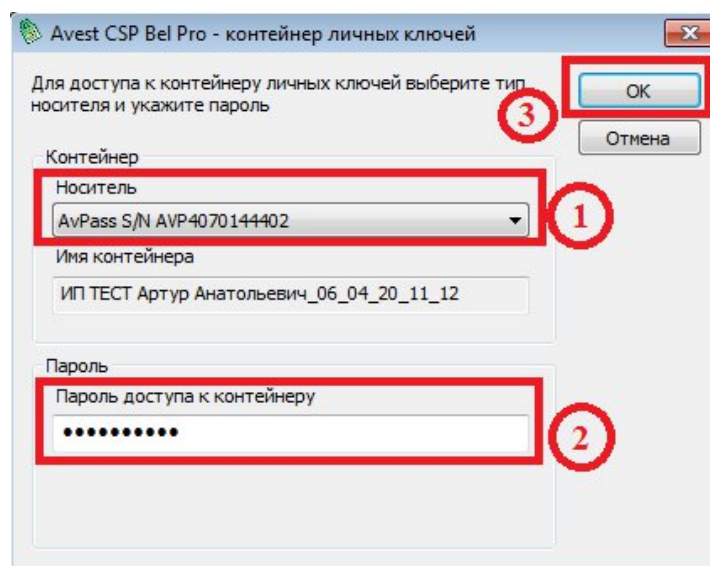 Avest CSP Bel Pro - контейнер личных ключей
Для доступа к контейнеру личных ключей выберите тип
носителя и укажите пароль
3
OK
Отмена
Контейнер
Носитель
AvPass S/N AVP4070144402
1
Имя контейнера
ИП ТЕСТ Артур Анатольевич_06_04_20_11_12
Пароль
Пароль доступа к контейнеру
••••••••••
2